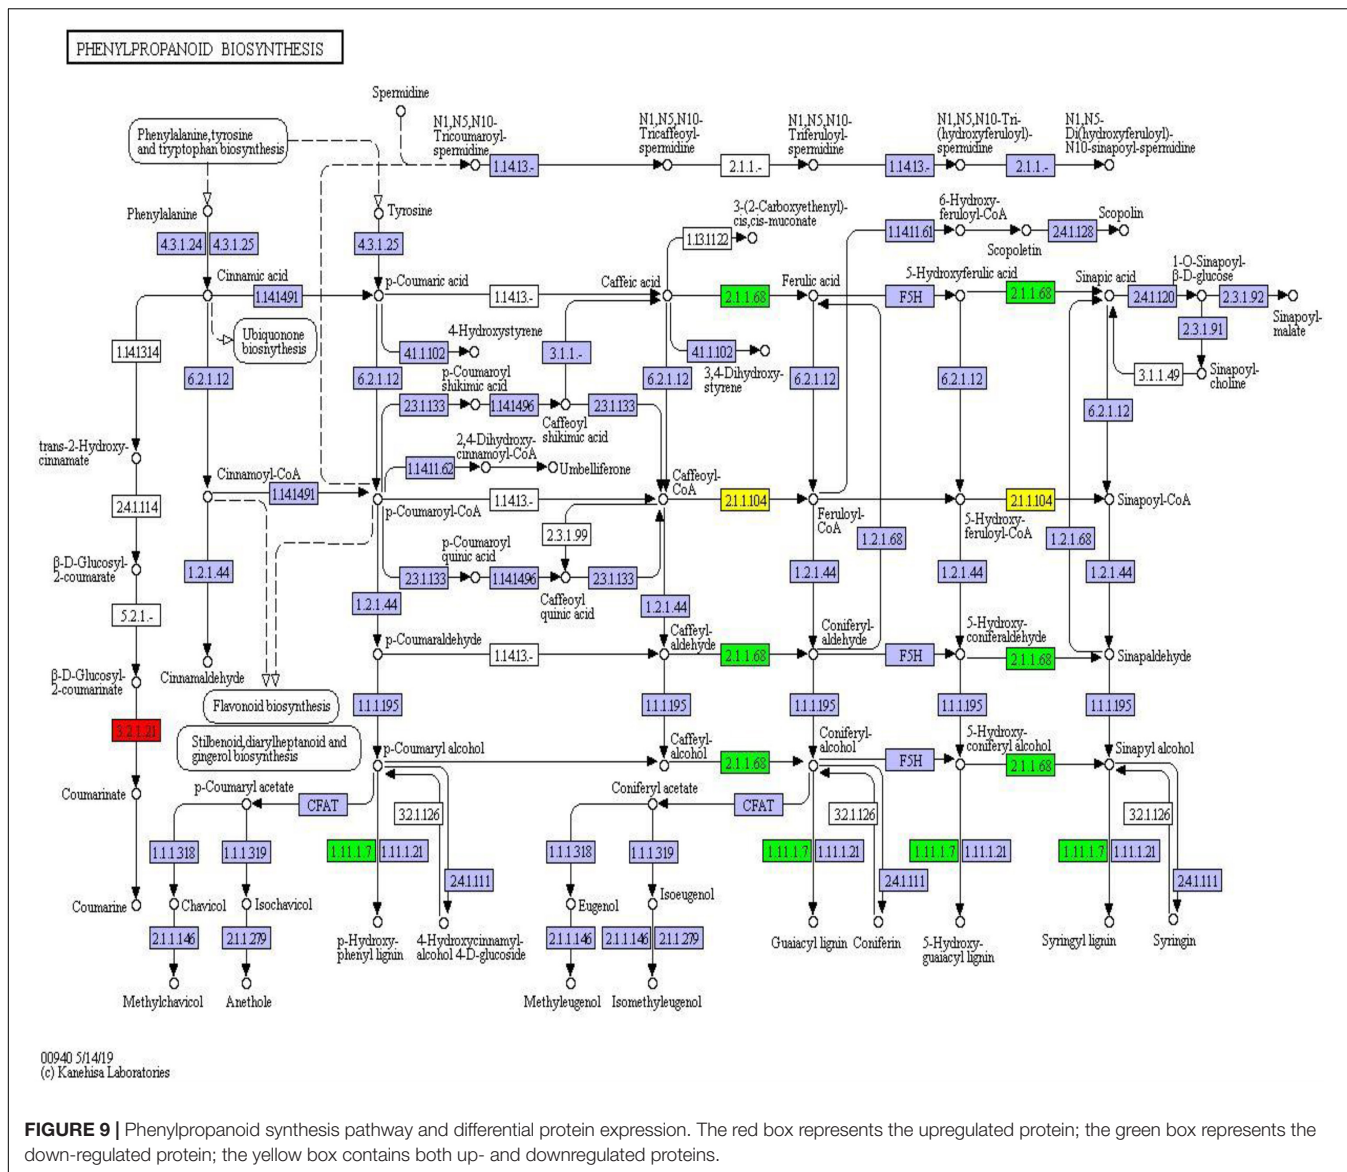 PHENYLPROPANOID BIOSYNTHESIS
Spermidine
Phenylalanine, tyrosine
and tryptophan biosynthesis
N1,N5,N10-
Tricoumaroyl-
spermidine
N1,N5,N10-
Tricaffeoyl-
spermidine
N1,N5,N10-
Triferuloyl-
spermidine
N1,N5,N10-Tri-
(hydroxyferuloyl)-
spermidine
N1,N5-
Di(hydroxyferuloyl)-
N10-sinapoyl-spermidine
1.14.13.-
2.1.1.-
1.14.13.-
2.1.1.-
Phenylalanine
Tyrosine
3-(2-Carboxyethenyl)-
cis,cis-muconate
6-Hydroxy-
feruloyl-CoA
Scopolin
4.3.1.24
4.3.1.25
4.3.1.25
1.13.11.22
1.14.11.61
Scopoletin
2.4.1.128
Cinnamic acid
p-Coumaric acid
Caffeic acid
Ferulic acid
5-Hydroxyferulic acid
Sinapic acid
1-O-Sinapoyl-
β-D-glucose
1.14.14.91
1.14.13.-
2.1.1.68
F5H
2.1.1.68
2.4.1.120
2.3.1.92
Sinapoyl-
malate
Ubiquonone
biosnythesis
4-Hydroxystyrene
2.3.1.91
1.14.13.14
4.1.1.102
3.1.1.-
4.1.1.102
3,4-Dihydroxy-
styrene
3.1.1.49
Sinapoyl-
choline
6.2.1.12
6.2.1.12
p-Coumaroyl
shikimic acid
6.2.1.12
6.2.1.12
6.2.1.12
6.2.1.12
2.3.1.133
1.14.14.96
Caffeoyl
shikimic acid
2.3.1.133
trans-2-Hydroxy-
cinnamate
2,4-Dihydroxy-
cinnamoyl-CoA
Umbelliferone
Cinnamoyl-CoA
1.14.11.62
1.14.14.91
p-Coumaroyl-CoA
1.14.13.-
Caffeoyl-
CoA
2.1.1.104
Feruloyl-
CoA
5-Hydroxy-
feruloyl-CoA
2.1.1.104
Sinapoyl-CoA
2.4.1.114
2.3.1.99
1.2.1.68
1.2.1.68
β-D-Glucosyl-
2-coumarate
1.2.1.44
p-Coumaroyl
quinic acid
2.3.1.133
1.14.14.96
Caffeoyl
quinic acid
2.3.1.133
1.2.1.44
1.2.1.44
1.2.1.44
1.2.1.44
1.2.1.44
5.2.1.-
p-Coumaraldehyde
1.14.13.-
Caffeyl-
aldehyde
2.1.1.68
Coniferyl-
aldehyde
F5H
5-Hydroxy-
coniferaldehyde
2.1.1.68
Sinapaldehyde
Cinnamaldehyde
β-D-Glucosyl-
2-coumarinate
Flavonoid biosynthesis
1.1.1.195
1.1.1.195
1.1.1.195
1.1.1.195
1.1.1.195
3.2.1.21
Stilbenoid, diarylheptanoid and
gingerol biosynthesis
p-Coumaryl alcohol
Caffeyl-
alcohol
2.1.1.68
Coniferyl-
alcohol
F5H
5-Hydroxy-
coniferyl alcohol
2.1.1.68
Sinapyl alcohol
Coumarinate
p-Coumaryl acetate
CFAT
Coniferyl acetate
CFAT
3.2.1.126
3.2.1.126
3.2.1.126
1.1.1.318
1.1.1.319
1.11.1.7
1.11.1.21
1.1.1.318
1.1.1.319
1.11.1.7
1.11.1.21
1.11.1.7
1.11.1.21
1.11.1.7
1.11.1.21
2.4.1.111
2.4.1.111
2.4.1.111
Coumarine
Chavicol
Isochavicol
Eugenol
Isoeugenol
2.1.1.146
2.1.1.279
p-Hydroxy-
phenyl lignin
4-Hydroxycinnamyl-
alcohol 4-D-glucoside
2.1.1.146
2.1.1.146
2.1.1.279
Guaiacyl lignin
Coniferin
5-Hydroxy-
guaiacyl lignin
Syringyl lignin
Syringin
Methylchavicol
Anethole
Methyleugenol
Isomethyleugenol
00940 5/14/19
(c) Kanehisa Laboratories
FIGURE 9 | Phenylpropanoid synthesis pathway and differential protein expression. The red box represents the upregulated protein; the green box represents the
down-regulated protein; the yellow box contains both up- and downregulated proteins.